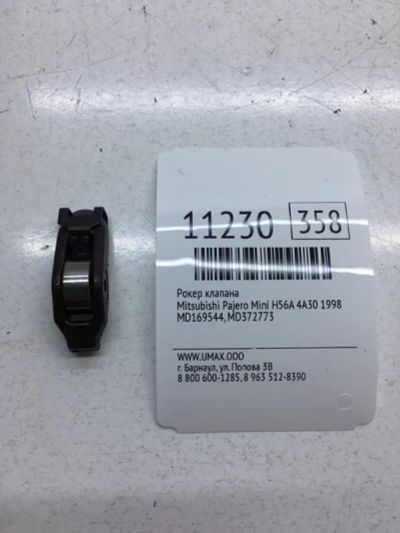 11230 358
Рокер клапана
Mitsubishi Pajero Mini H56A 4A30 1998
MD169544, MD372773
WWW.UMAX.OOO
г. Барнаул, ул. Попова 3В
8 800 600-1285, 8 963 512-8390